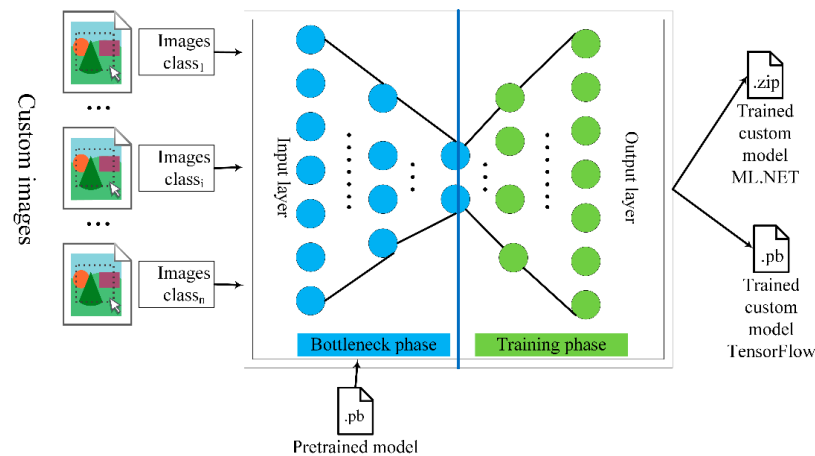 Custom images
Images
class1
...
Images
classi
...
Images
classn
Input layer
Output layer
Bottleneck phase
Training phase
.pb
Pretrained model
.zip
Trained
custom
model
ML.NET
.pb
Trained
custom
model
TensorFlow